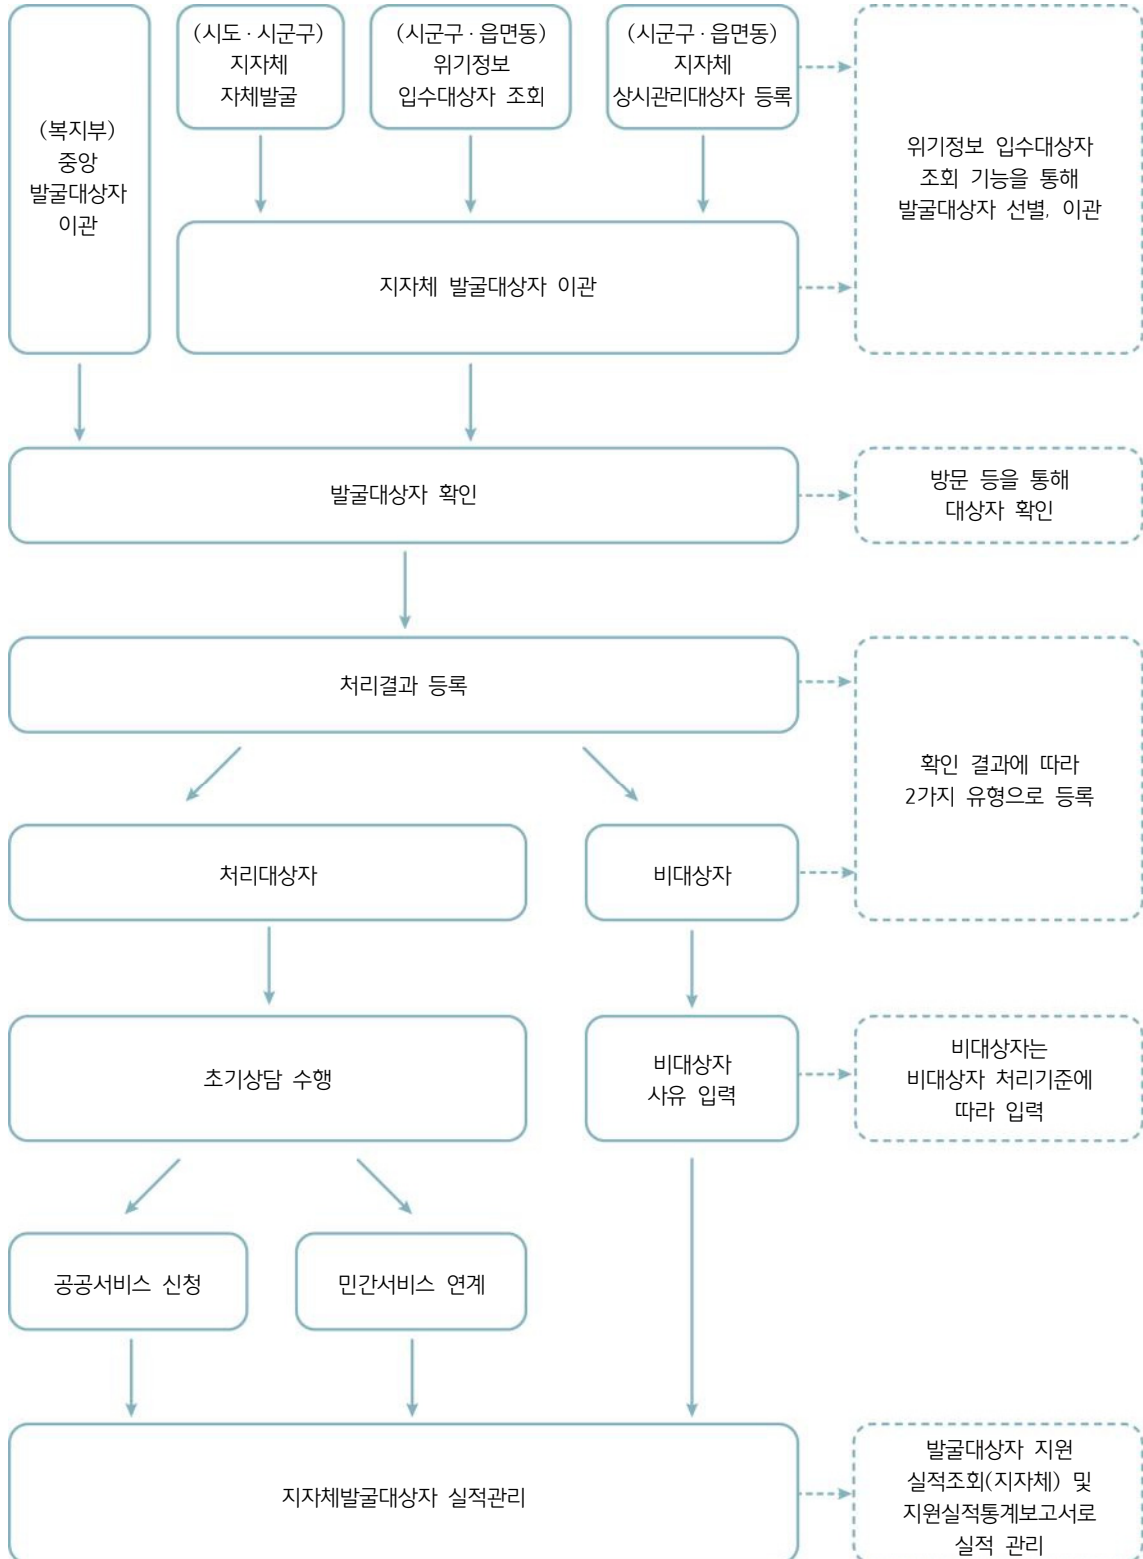 (복지부)
중앙
발굴대상자
이관
(시도·시군구)
지자체
자체발굴
(시군구·읍면동)
위기정보
입수대상자 조회
(시군구·읍면동)
지자체
상시관리대상자 등록
위기정보 입수대상자
조회 기능을 통해
발굴대상자 선별, 이관
지자체 발굴대상자 이관
발굴대상자 확인
방문 등을 통해
대상자 확인
처리결과 등록
확인 결과에 따라
2가지 유형으로 등록
처리대상자
비대상자
초기상담 수행
비대상자
사유 입력
비대상자는
비대상자 처리기준에
따라 입력
공공서비스 신청
민간서비스 연계
지자체발굴대상자 실적관리
발굴대상자 지원
실적조회(지자체) 및
지원실적통계보고서로
실적 관리